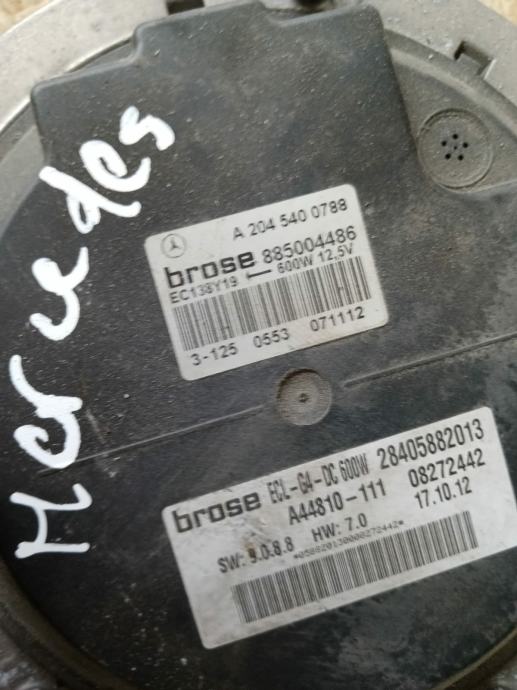 Mercedes
A 204 540 0788
brose 885004486
EC138Y19 600W 12,5V
3-125 0553 071112
brose ECL-G4-DC 600W 28405882013
A44810-111 08272442
SW: 9.0.8.8 HW: 7.0 17.10.12
*058820130008272442*